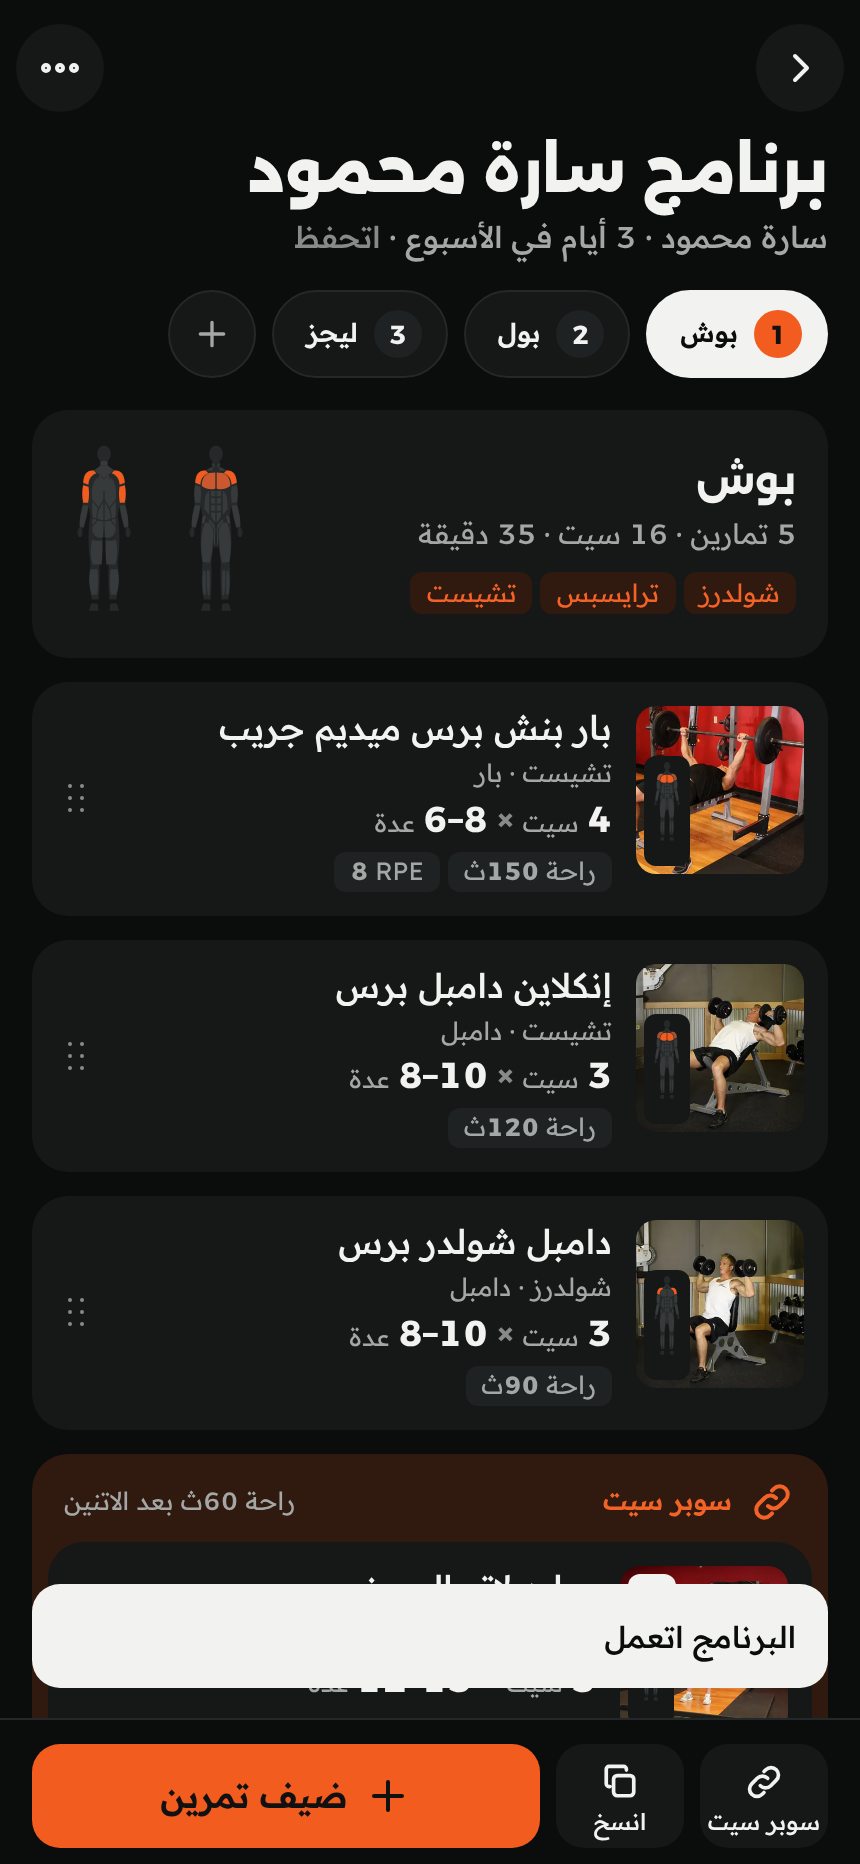 برنامج سارة محمود
سارة محمود · 3 أيام في الأسبوع · اتحفظ
1 بوش
2 بول
3 ليجز
بوش
5 تمارين · 16 سيت · 35 دقيقة
شولدرز ترايسبس تشيست
بار بنش برس ميديم جريب
تشيست · بار
4 سيت × 6–8 عدة
راحة 150ث
8 RPE
إنكلاين دامبل برس
تشيست · دامبل
3 سيت × 8–10 عدة
راحة 120ث
دامبل شولدر برس
شولدرز · دامبل
3 سيت × 8–10 عدة
راحة 90ث
سوبر سيت
راحة 60ث بعد الاتنين
البرنامج اتعمل
سوبر سيت
انسخ
ضيف تمرين